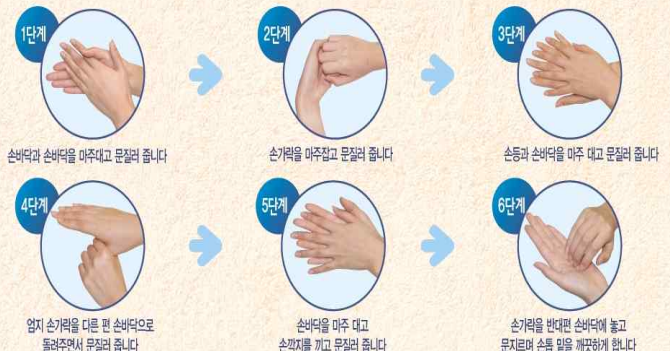 1단계
손바닥과 손바닥을 마주대고 문질러 줍니다
2단계
손가락을 마주잡고 문질러 줍니다
3단계
손등과 손바닥을 마주 대고 문질러 줍니다
4단계
엄지 손가락을 다른 편 손바닥으로
돌려주면서 문질러 줍니다
5단계
손바닥을 마주 대고
손깍지를 끼고 문질러 줍니다
6단계
손가락을 반대편 손바닥에 놓고
문지르며 손톱 밑을 깨끗하게 합니다